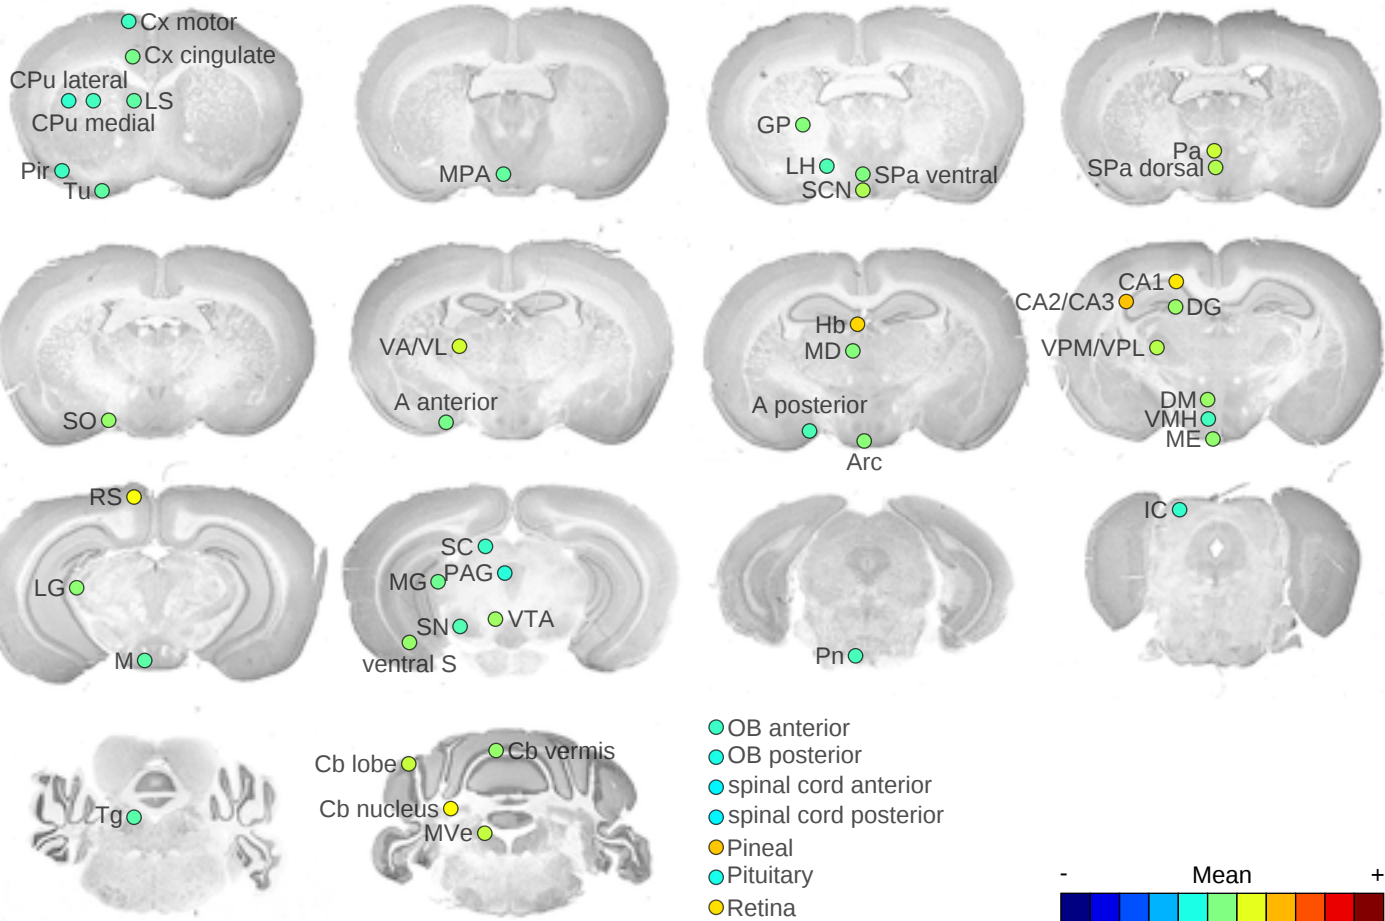 Cx motor
Cx cingulate
CPu lateral
LS
CPu medial
Pir
Tu
MPA
GP
LH
SPa ventral
SCN
Pa
SPa dorsal
SO
VA/VL
A anterior
Hb
MD
A posterior
Arc
CA1
CA2/CA3
DG
VPM/VPL
DM
VMH
ME
RS
LG
M
SC
MG
PAG
SN
VTA
ventral S
Pn
IC
Tg
Cb lobe
Cb vermis
Cb nucleus
MVe
OB anterior
OB posterior
spinal cord anterior
spinal cord posterior
Pineal
Pituitary
Retina
- Mean +